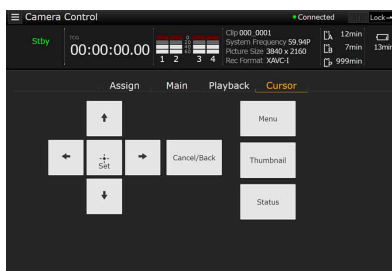 Camera Control
Connected
Lock
Stby
TCG
00:00:00.00
1 2 3 4
Clip 000_0001
System Frequency 59.94P
Picture Size 3840 x 2160
Rec Format XAVC-I
A 12min
B 7min
999min
13min
Assign Main Playback Cursor
Set
Cancel/Back
Menu
Thumbnail
Status